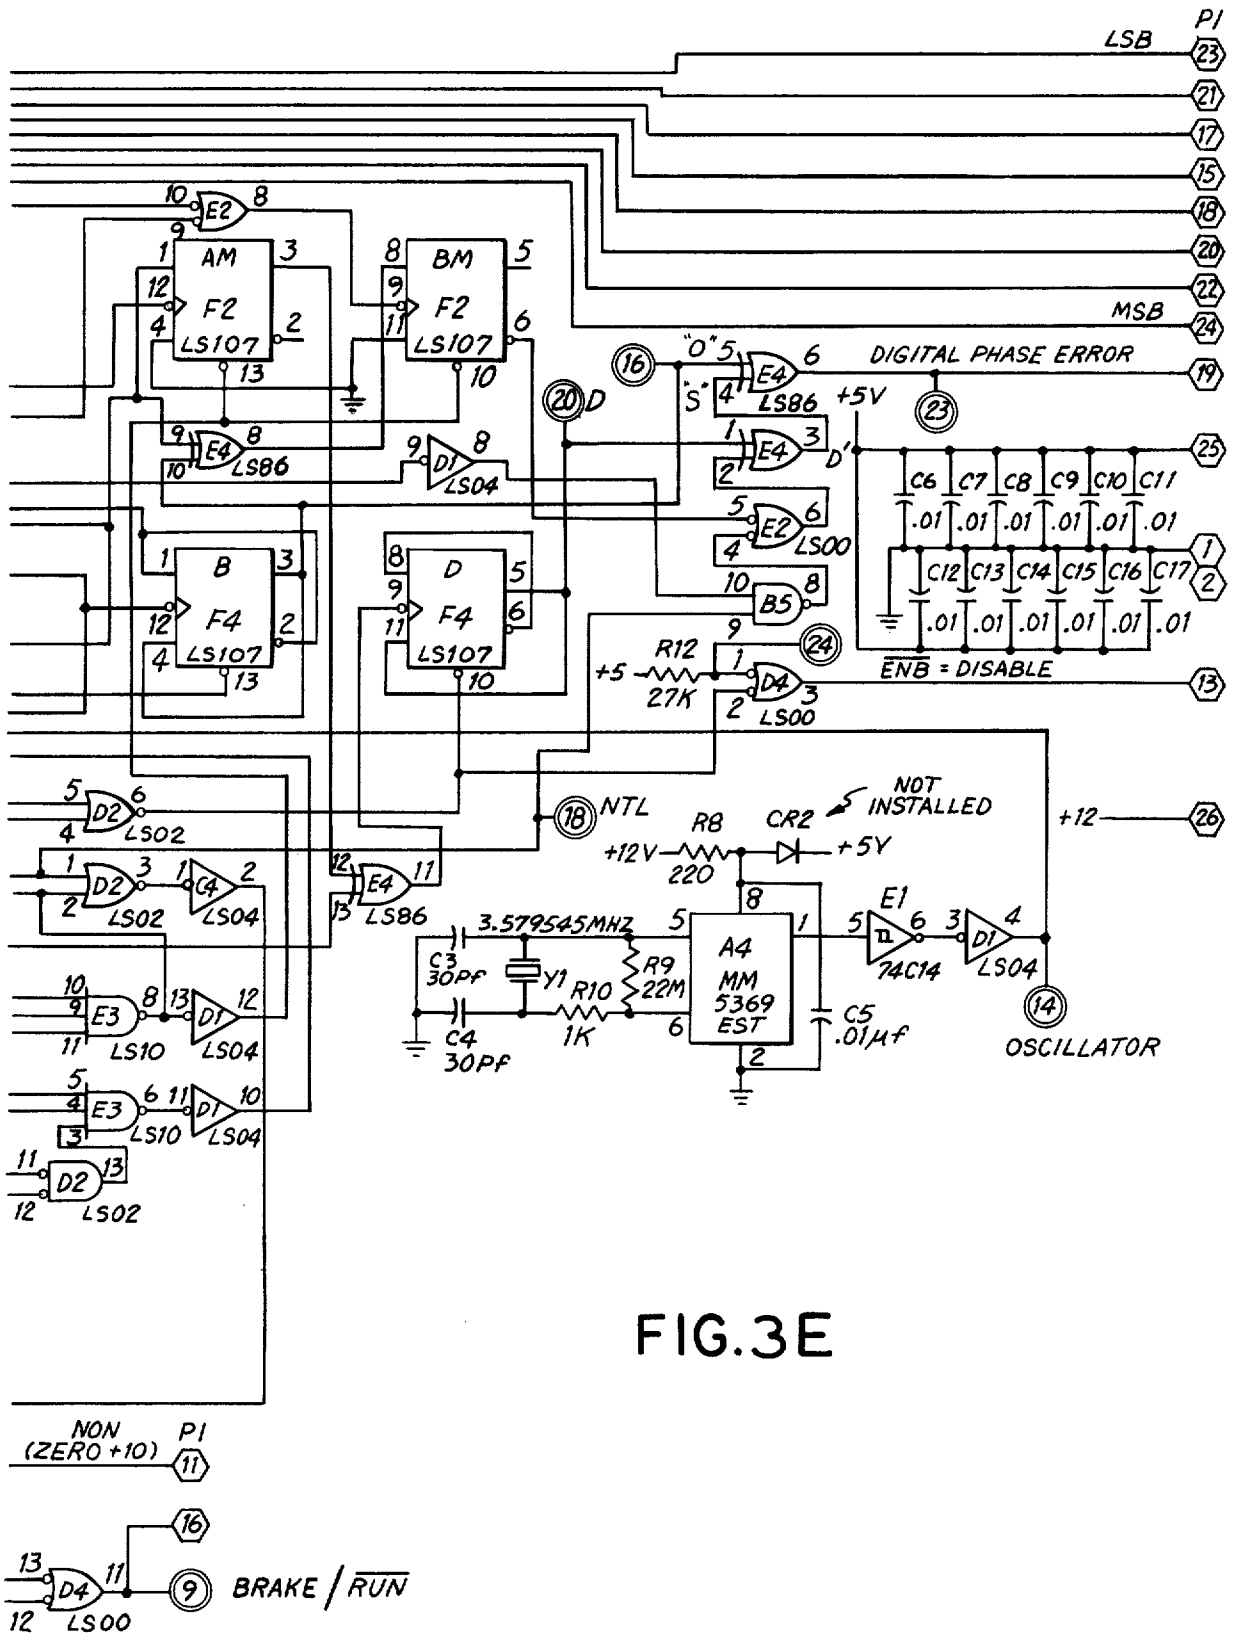 P1
LSB 23
21
17
15
18
20
22
MSB 24
10 E2 8
9
1 AM 3
12 F2
4 LS107 2
13
8 BM 5
9 F2
11 LS107 6
10
16 "O" 5 E4 6 DIGITAL PHASE ERROR 19
"S" 4 LS86
23
+5V
20 D
9 E4 8
10 LS86
9 D1 8
LS04
1 E4 3 D'
2
25
C6 C7 C8 C9 C10 C11
.01 .01 .01 .01 .01 .01
5 E2 6
4 LS00
1
2
C12 C13 C14 C15 C16 C17
.01 .01 .01 .01 .01 .01
1 B 3
12 F4 2
4 LS107
13
8 D 5
9 F4 6
11 LS107
10
10 B5 8
9
24
R12
+5 27K
1 D4 3
2 LS00
ENB = DISABLE
13
5 D2 6
4 LS02
18 NTL
NOT
INSTALLED
R8 CR2
+12V 220 +5V
+12 26
1 D2 3 1 C4 2
2 LS02 LS04
12 E4 11
13 LS86
3.579545MHZ
C3
30Pf
Y1
R10
1K
R9
22M
C4
30Pf
8
5 A4 1
MM
5369
6 EST
2
C5
.01μf
E1
5 6 3 D1 4
74C14 LS04
14
OSCILLATOR
10 E3 8 13 D1 12
9
11 LS10 LS04
5 E3 6 11 D1 10
4
3 LS10 LS04
11 D2 13
12 LS02
FIG.3E
NON P1
(ZERO +10) 11
16
13 D4 11 9 BRAKE / RUN
12 LS00